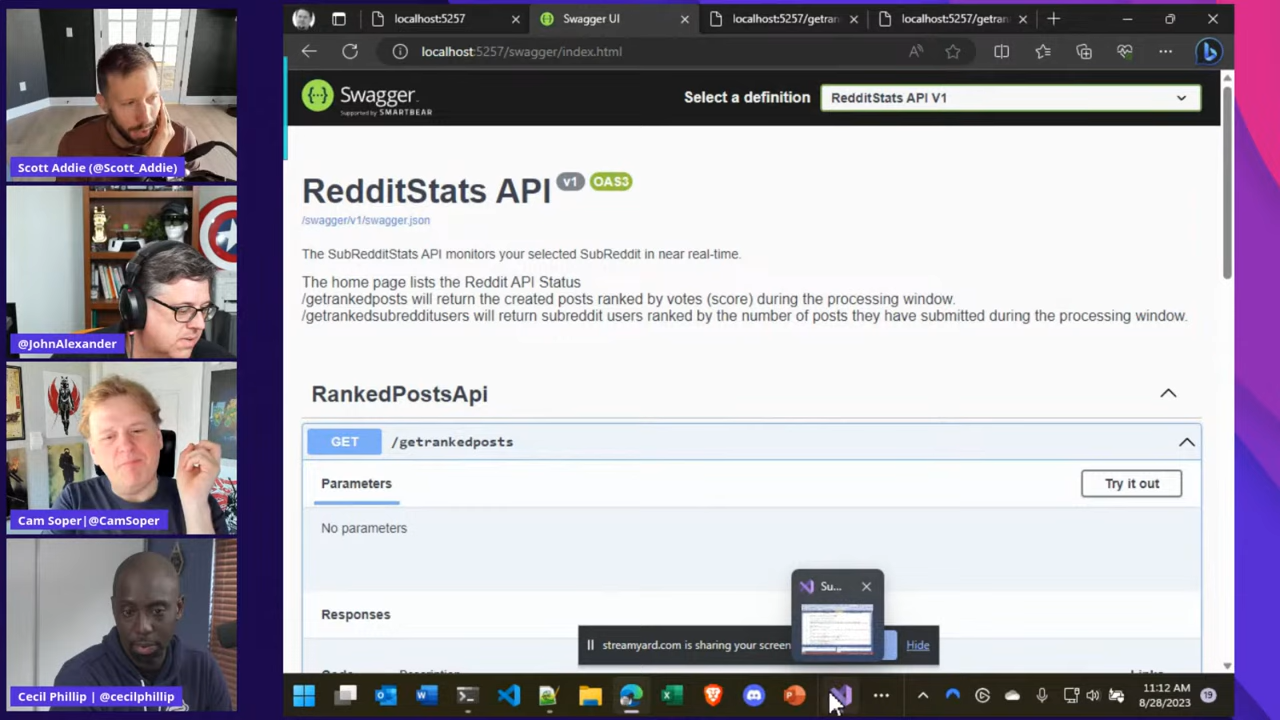 Scott Addie (@Scott_Addie)
@JohnAlexander
Cam Soper|@CamSoper
Cecil Phillip | @cecilphillip
localhost:5257
Swagger UI
localhost:5257/getran
localhost:5257/getran
localhost:5257/swagger/index.html
Swagger
Supported by SMARTBEAR
Select a definition
RedditStats API V1
RedditStats API v1 OAS3
/swagger/v1/swagger.json
The SubRedditStats API monitors your selected SubReddit in near real-time.
The home page lists the Reddit API Status
/getrankedposts will return the created posts ranked by votes (score) during the processing window.
/getrankedsubredditusers will return subreddit users ranked by the number of posts they have submitted during the processing window.
RankedPostsApi
GET /getrankedposts
Parameters
Try it out
No parameters
Su...
Responses
streamyard.com is sharing your screen
Hide
Code Description Links
11:12 AM
8/28/2023
19